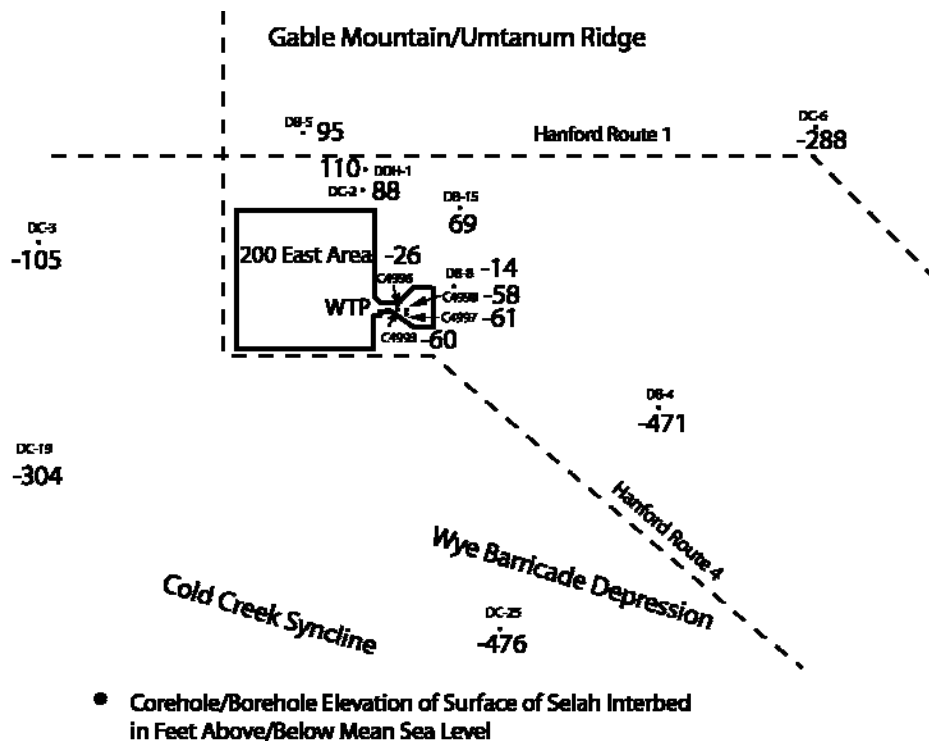 Gable Mountain/Umtanum Ridge
DB-5 95
Hanford Route 1
DC-6
-288
110 DDH-1
DC-2 88
DB-15
69
DC-3
-105
200 East Area -26
C4996
DB-8 -14
C4998 -58
WTP
C4997 -61
C4993 -60
DB-4
-471
DC-19
-304
Hanford Route 4
Wye Barricade Depression
Cold Creek Syncline
DC-25
-476
Corehole/Borehole Elevation of Surface of Selah Interbed
in Feet Above/Below Mean Sea Level